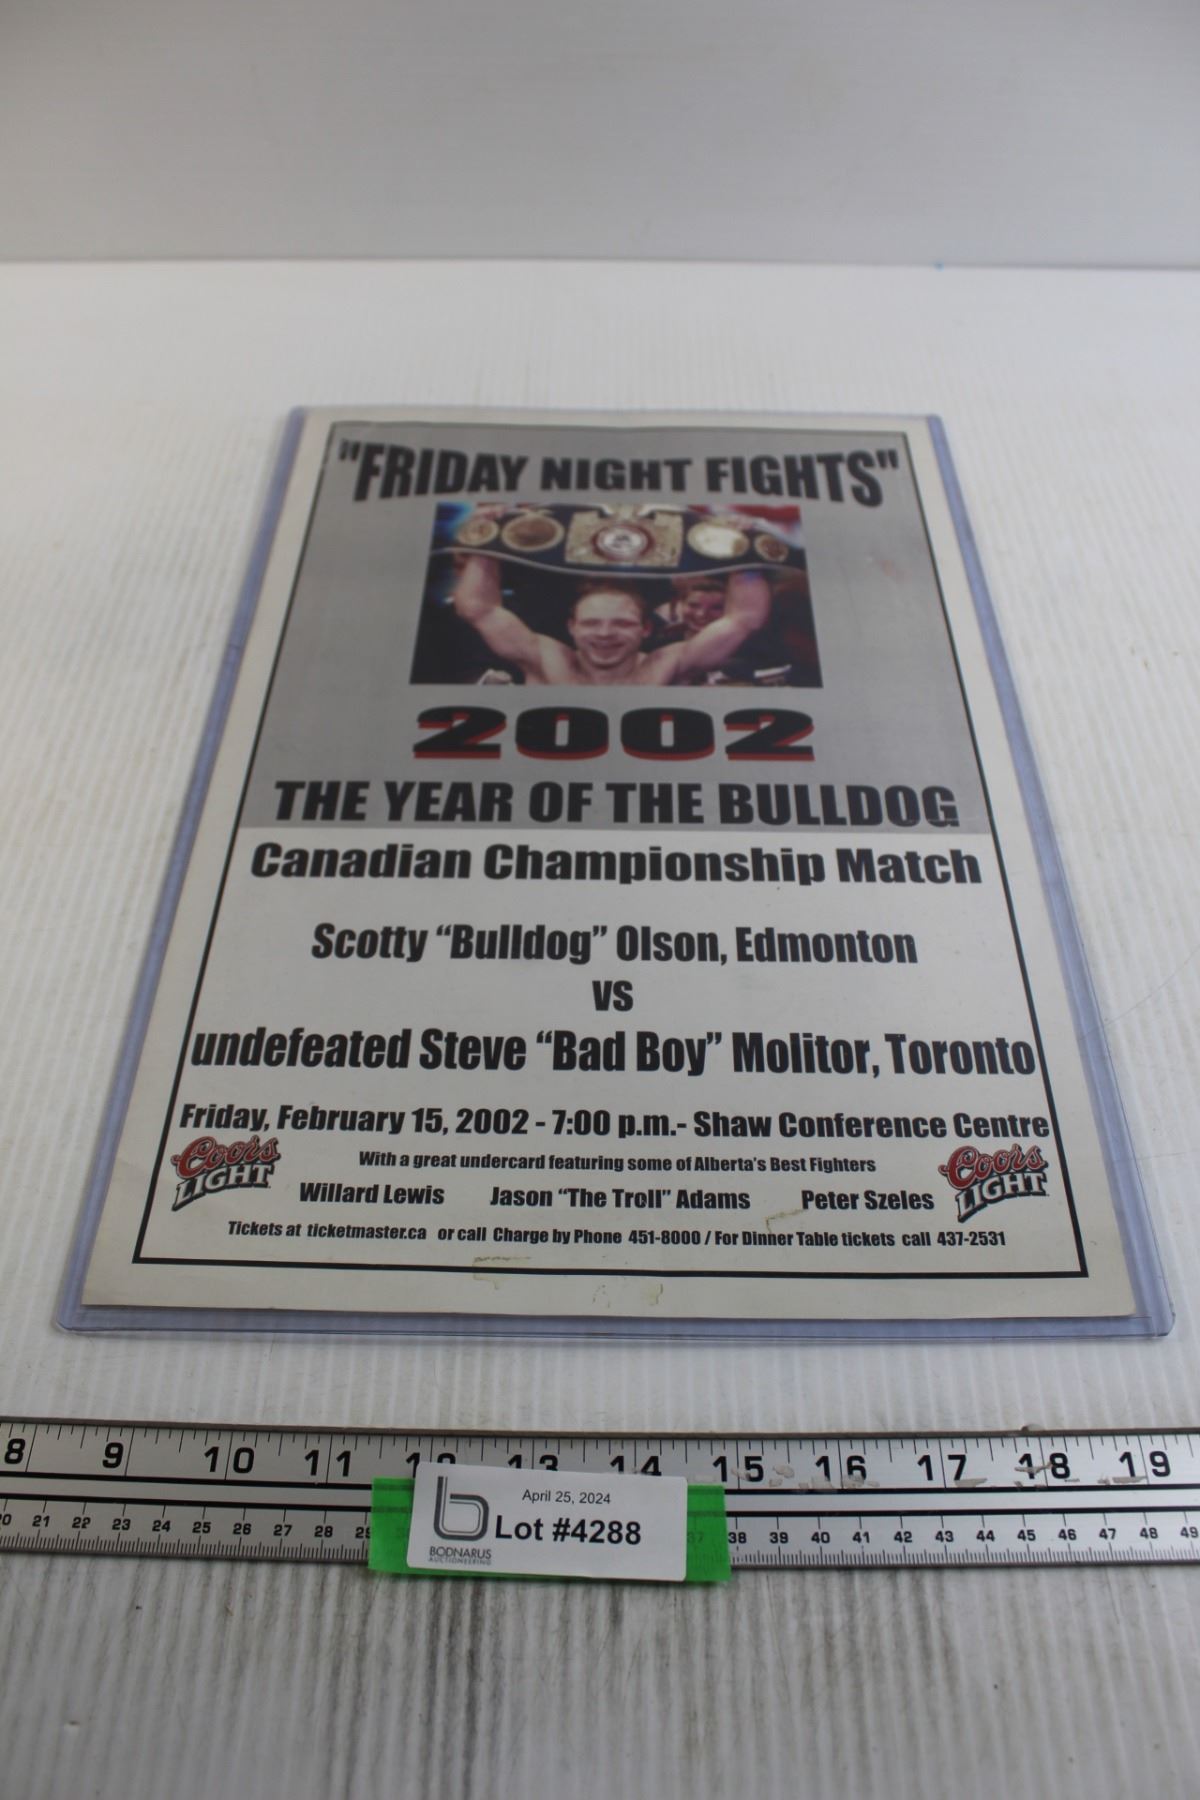 "FRIDAY NIGHT FIGHTS"
2002
THE YEAR OF THE BULLDOG
Canadian Championship Match
Scotty “Bulldog” Olson, Edmonton
VS
undefeated Steve “Bad Boy” Molitor, Toronto
Friday, February 15, 2002 - 7:00 p.m.- Shaw Conference Centre
Coors LIGHT
With a great undercard featuring some of Alberta's Best Fighters
Coors LIGHT
Willard Lewis Jason “The Troll” Adams Peter Szeles
Tickets at ticketmaster.ca or call Charge by Phone 451-8000 / For Dinner Table tickets call 437-2531
8 9 10 11 12 13 14 15 16 17 18 19
20 21 22 23 24 25 26 27 28 29 37 38 39 40 41 42 43 44 45 46 47 48 49
April 25, 2024
Lot #4288
BODNARUS
AUCTIONEERING